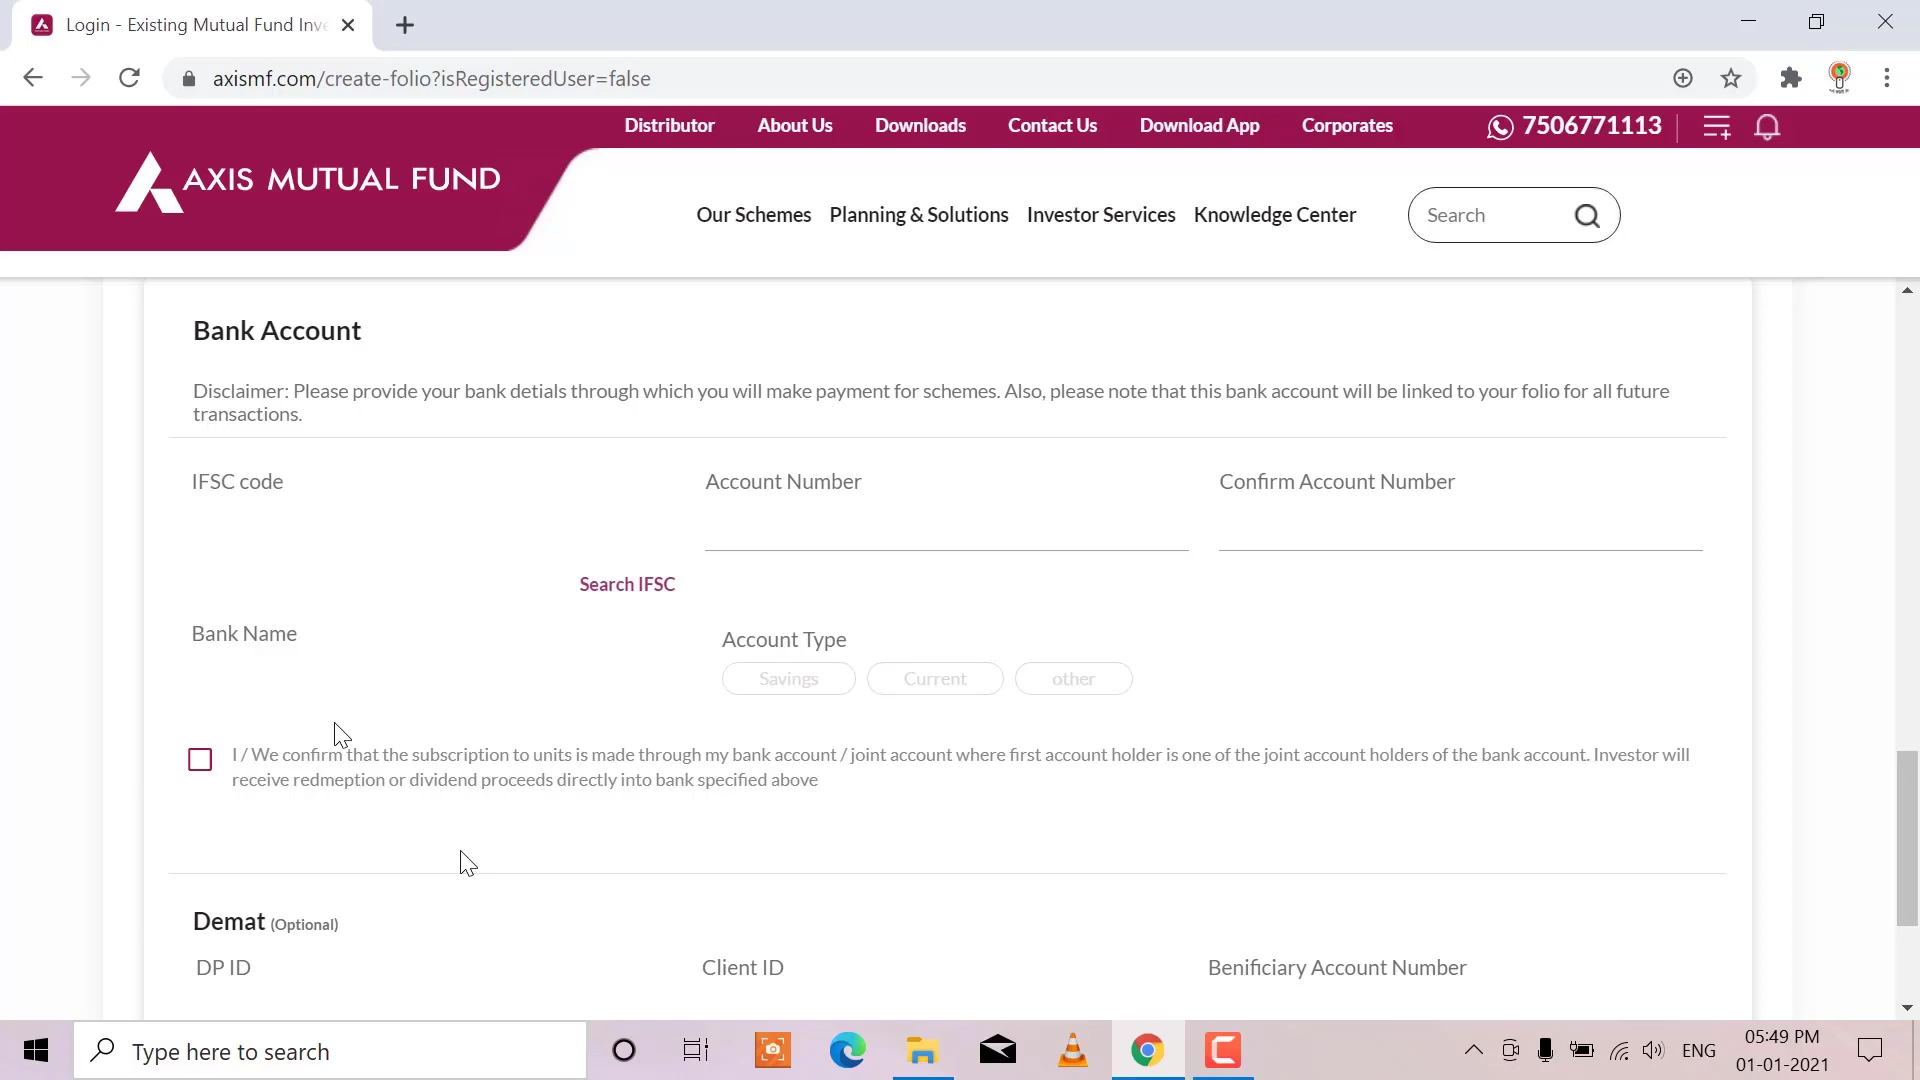 Login - Existing Mutual Fund Inve
axismf.com/create-folio?isRegisteredUser=false
Distributor About Us Downloads Contact Us Download App Corporates 7506771113
AXIS MUTUAL FUND
Our Schemes Planning & Solutions Investor Services Knowledge Center Search
Bank Account
Disclaimer: Please provide your bank detials through which you will make payment for schemes. Also, please note that this bank account will be linked to your folio for all future
transactions.
IFSC code Account Number Confirm Account Number
Search IFSC
Bank Name Account Type
Savings Current other
I / We confirm that the subscription to units is made through my bank account / joint account where first account holder is one of the joint account holders of the bank account. Investor will
receive redmeption or dividend proceeds directly into bank specified above
Demat (Optional)
DP ID Client ID Benificiary Account Number
Type here to search
ENG
05:49 PM
01-01-2021